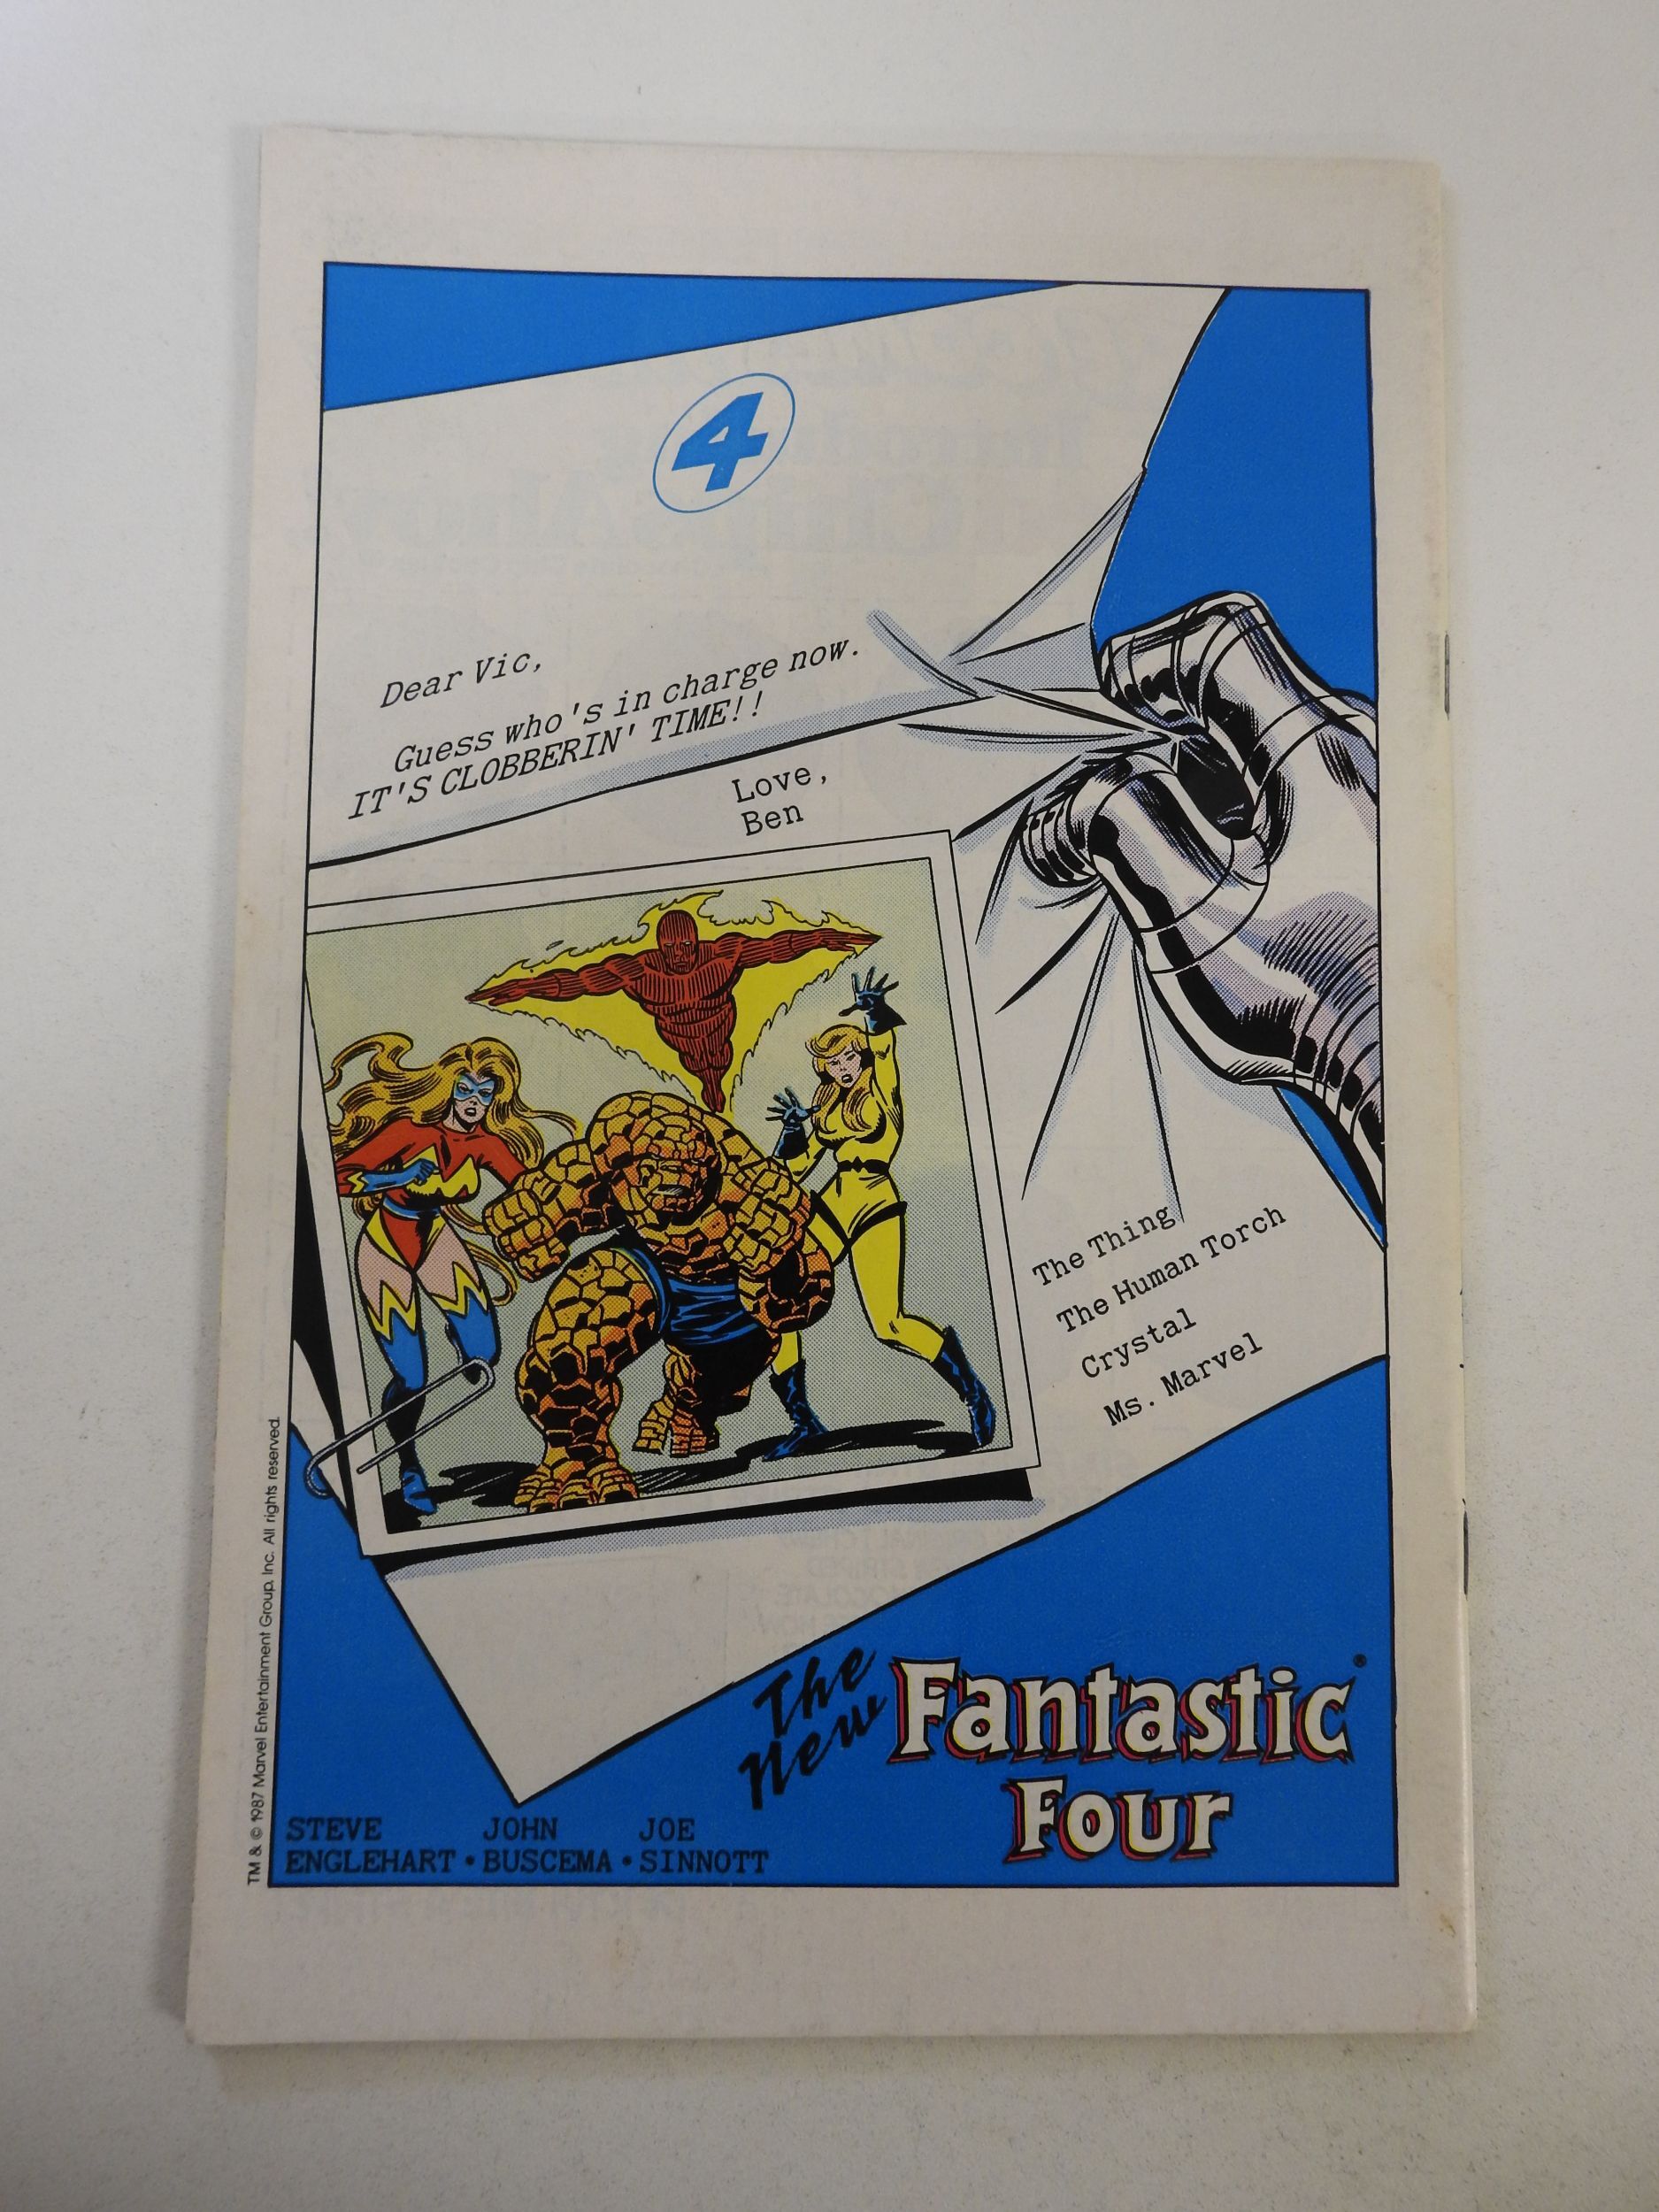 4
Dear Vic,
Guess who's in charge now.
IT'S CLOBBERIN' TIME!!
Love,
Ben
The Thing
The Human Torch
Crystal
Ms. Marvel
The
New
Fantastic®
Four
STEVE JOHN JOE
ENGLEHART • BUSCEMA • SINNOTT
TM & © 1987 Marvel Entertainment Group, Inc. All rights reserved.